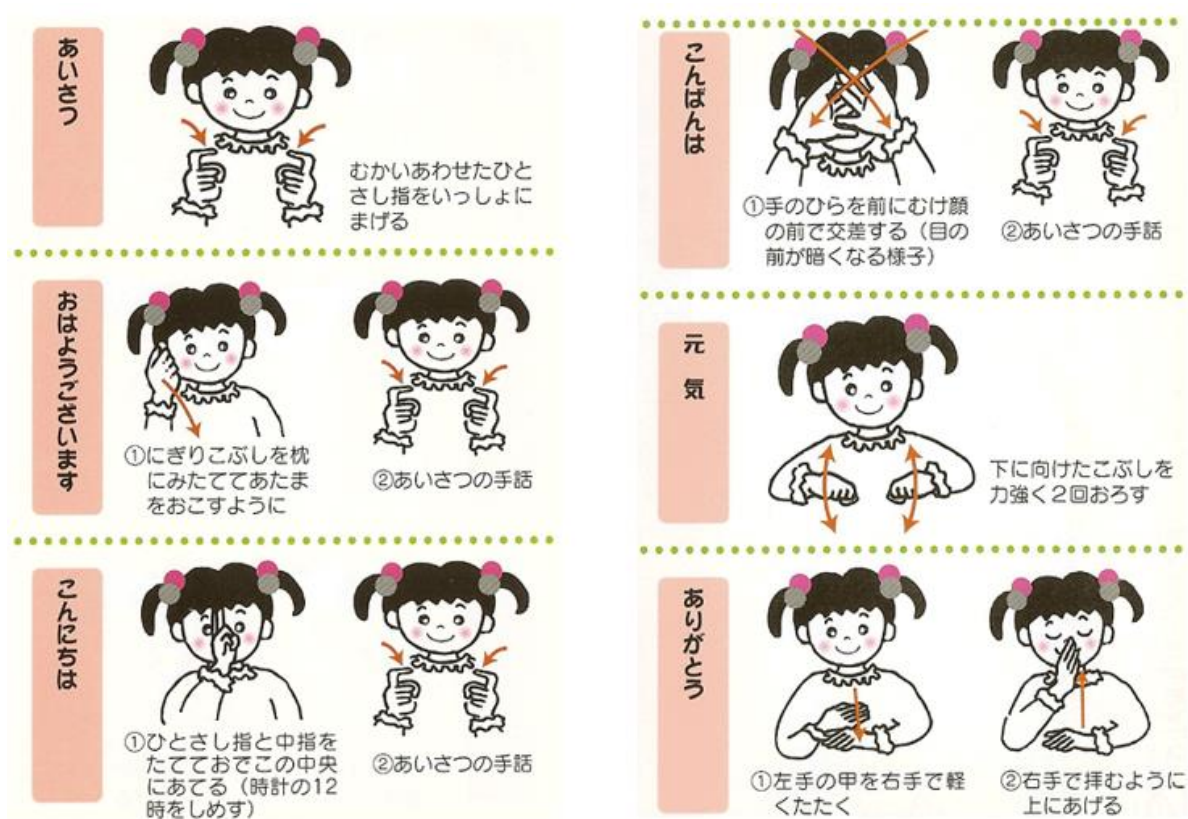 あいさつ
むかいあわせたひと
さし指をいっしょに
まげる
おはようございます
①にぎりこぶしを枕
にみたててあたま
をおこすように
②あいさつの手話
こんにちは
①ひとさし指と中指を
たてておでこの中央
にあてる（時計の12
時をしめす）
②あいさつの手話
こんばんは
①手のひらを前にむけ顔
の前で交差する（目の
前が暗くなる様子）
②あいさつの手話
元気
下に向けたこぶしを
力強く2回おろす
ありがとう
①左手の甲を右手で軽
くたたく
②右手で拝むように
上にあげる